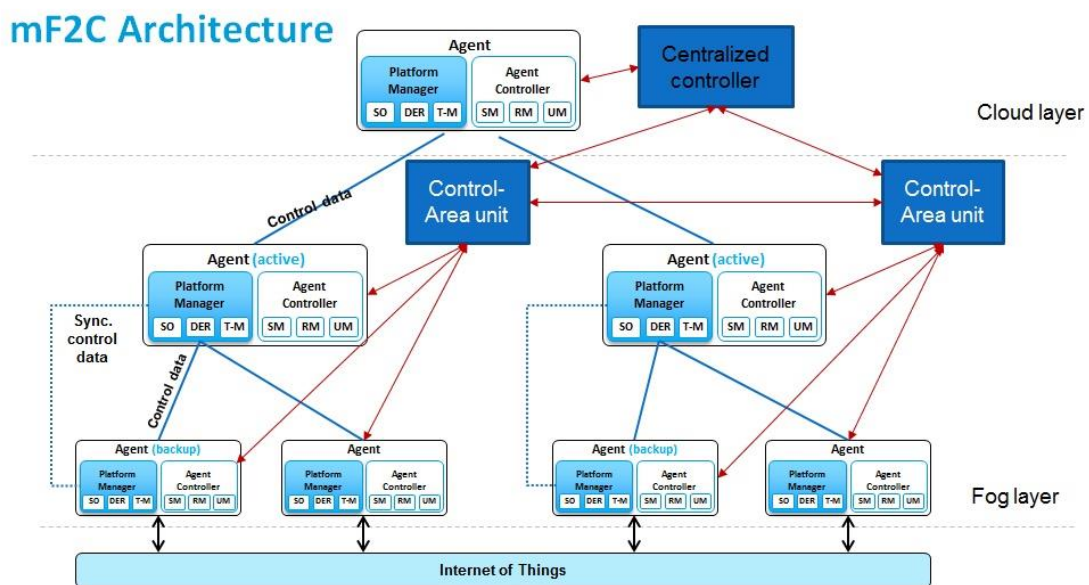 mF2C Architecture
Agent
Platform
Manager
SO DER T-M
Agent
Controller
SM RM UM
Centralized
controller
Cloud layer
Control data
Control-
Area unit
Control-
Area unit
Agent (active)
Platform
Manager
SO DER T-M
Agent
Controller
SM RM UM
Agent (active)
Platform
Manager
SO DER T-M
Agent
Controller
SM RM UM
Sync.
control
data
Control data
Agent (backup)
Platform
Manager
SO DER T-M
Agent
Controller
SM RM UM
Agent
Platform
Manager
SO DER T-M
Agent
Controller
SM RM UM
Agent (backup)
Platform
Manager
SO DER T-M
Agent
Controller
SM RM UM
Agent
Platform
Manager
SO DER T-M
Agent
Controller
SM RM UM
Fog layer
Internet of Things